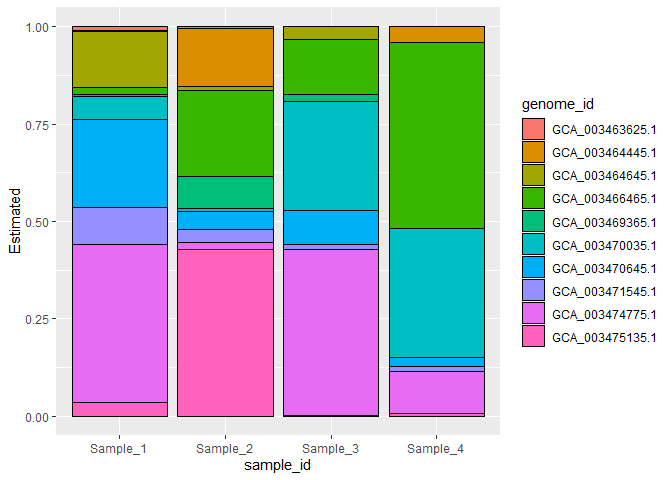 1.00
0.75
0.50
0.25
0.00
Estimated
Sample_1
Sample_2
Sample_3
Sample_4
sample_id
genome_id
GCA_003463625.1
GCA_003464445.1
GCA_003464645.1
GCA_003466465.1
GCA_003469365.1
GCA_003470035.1
GCA_003470645.1
GCA_003471545.1
GCA_003474775.1
GCA_003475135.1